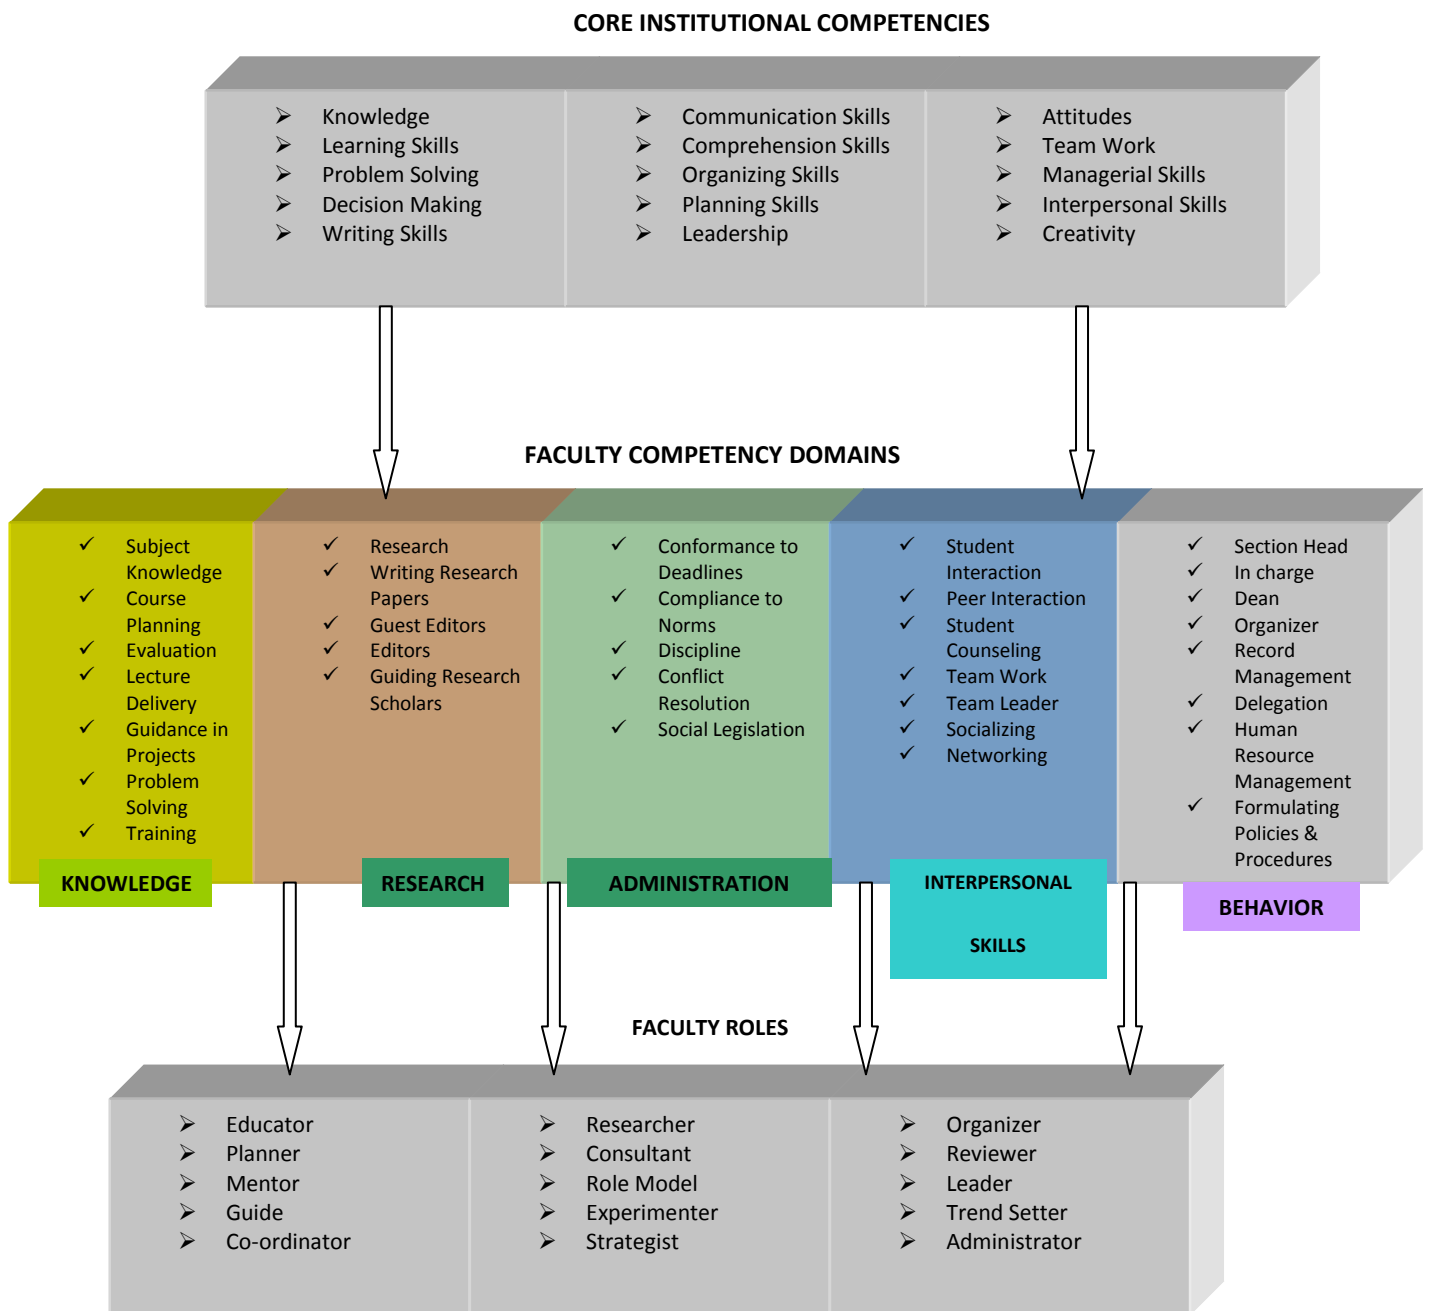 CORE INSTITUTIONAL COMPETENCIES
Knowledge
Learning Skills
Problem Solving
Decision Making
Writing Skills
Communication Skills
Comprehension Skills
Organizing Skills
Planning Skills
Leadership
Attitudes
Team Work
Managerial Skills
Interpersonal Skills
Creativity
FACULTY COMPETENCY DOMAINS
Subject
Knowledge
Course
Planning
Evaluation
Lecture
Delivery
Guidance in
Projects
Problem
Solving
Training
KNOWLEDGE
Research
Writing Research
Papers
Guest Editors
Editors
Guiding Research
Scholars
RESEARCH
Conformance to
Deadlines
Compliance to
Norms
Discipline
Conflict
Resolution
Social Legislation
ADMINISTRATION
Student
Interaction
Peer Interaction
Student
Counseling
Team Work
Team Leader
Socializing
Networking
INTERPERSONAL
SKILLS
Section Head
In charge
Dean
Organizer
Record
Management
Delegation
Human
Resource
Management
Formulating
Policies &
Procedures
BEHAVIOR
FACULTY ROLES
Educator
Planner
Mentor
Guide
Co-ordinator
Researcher
Consultant
Role Model
Experimenter
Strategist
Organizer
Reviewer
Leader
Trend Setter
Administrator